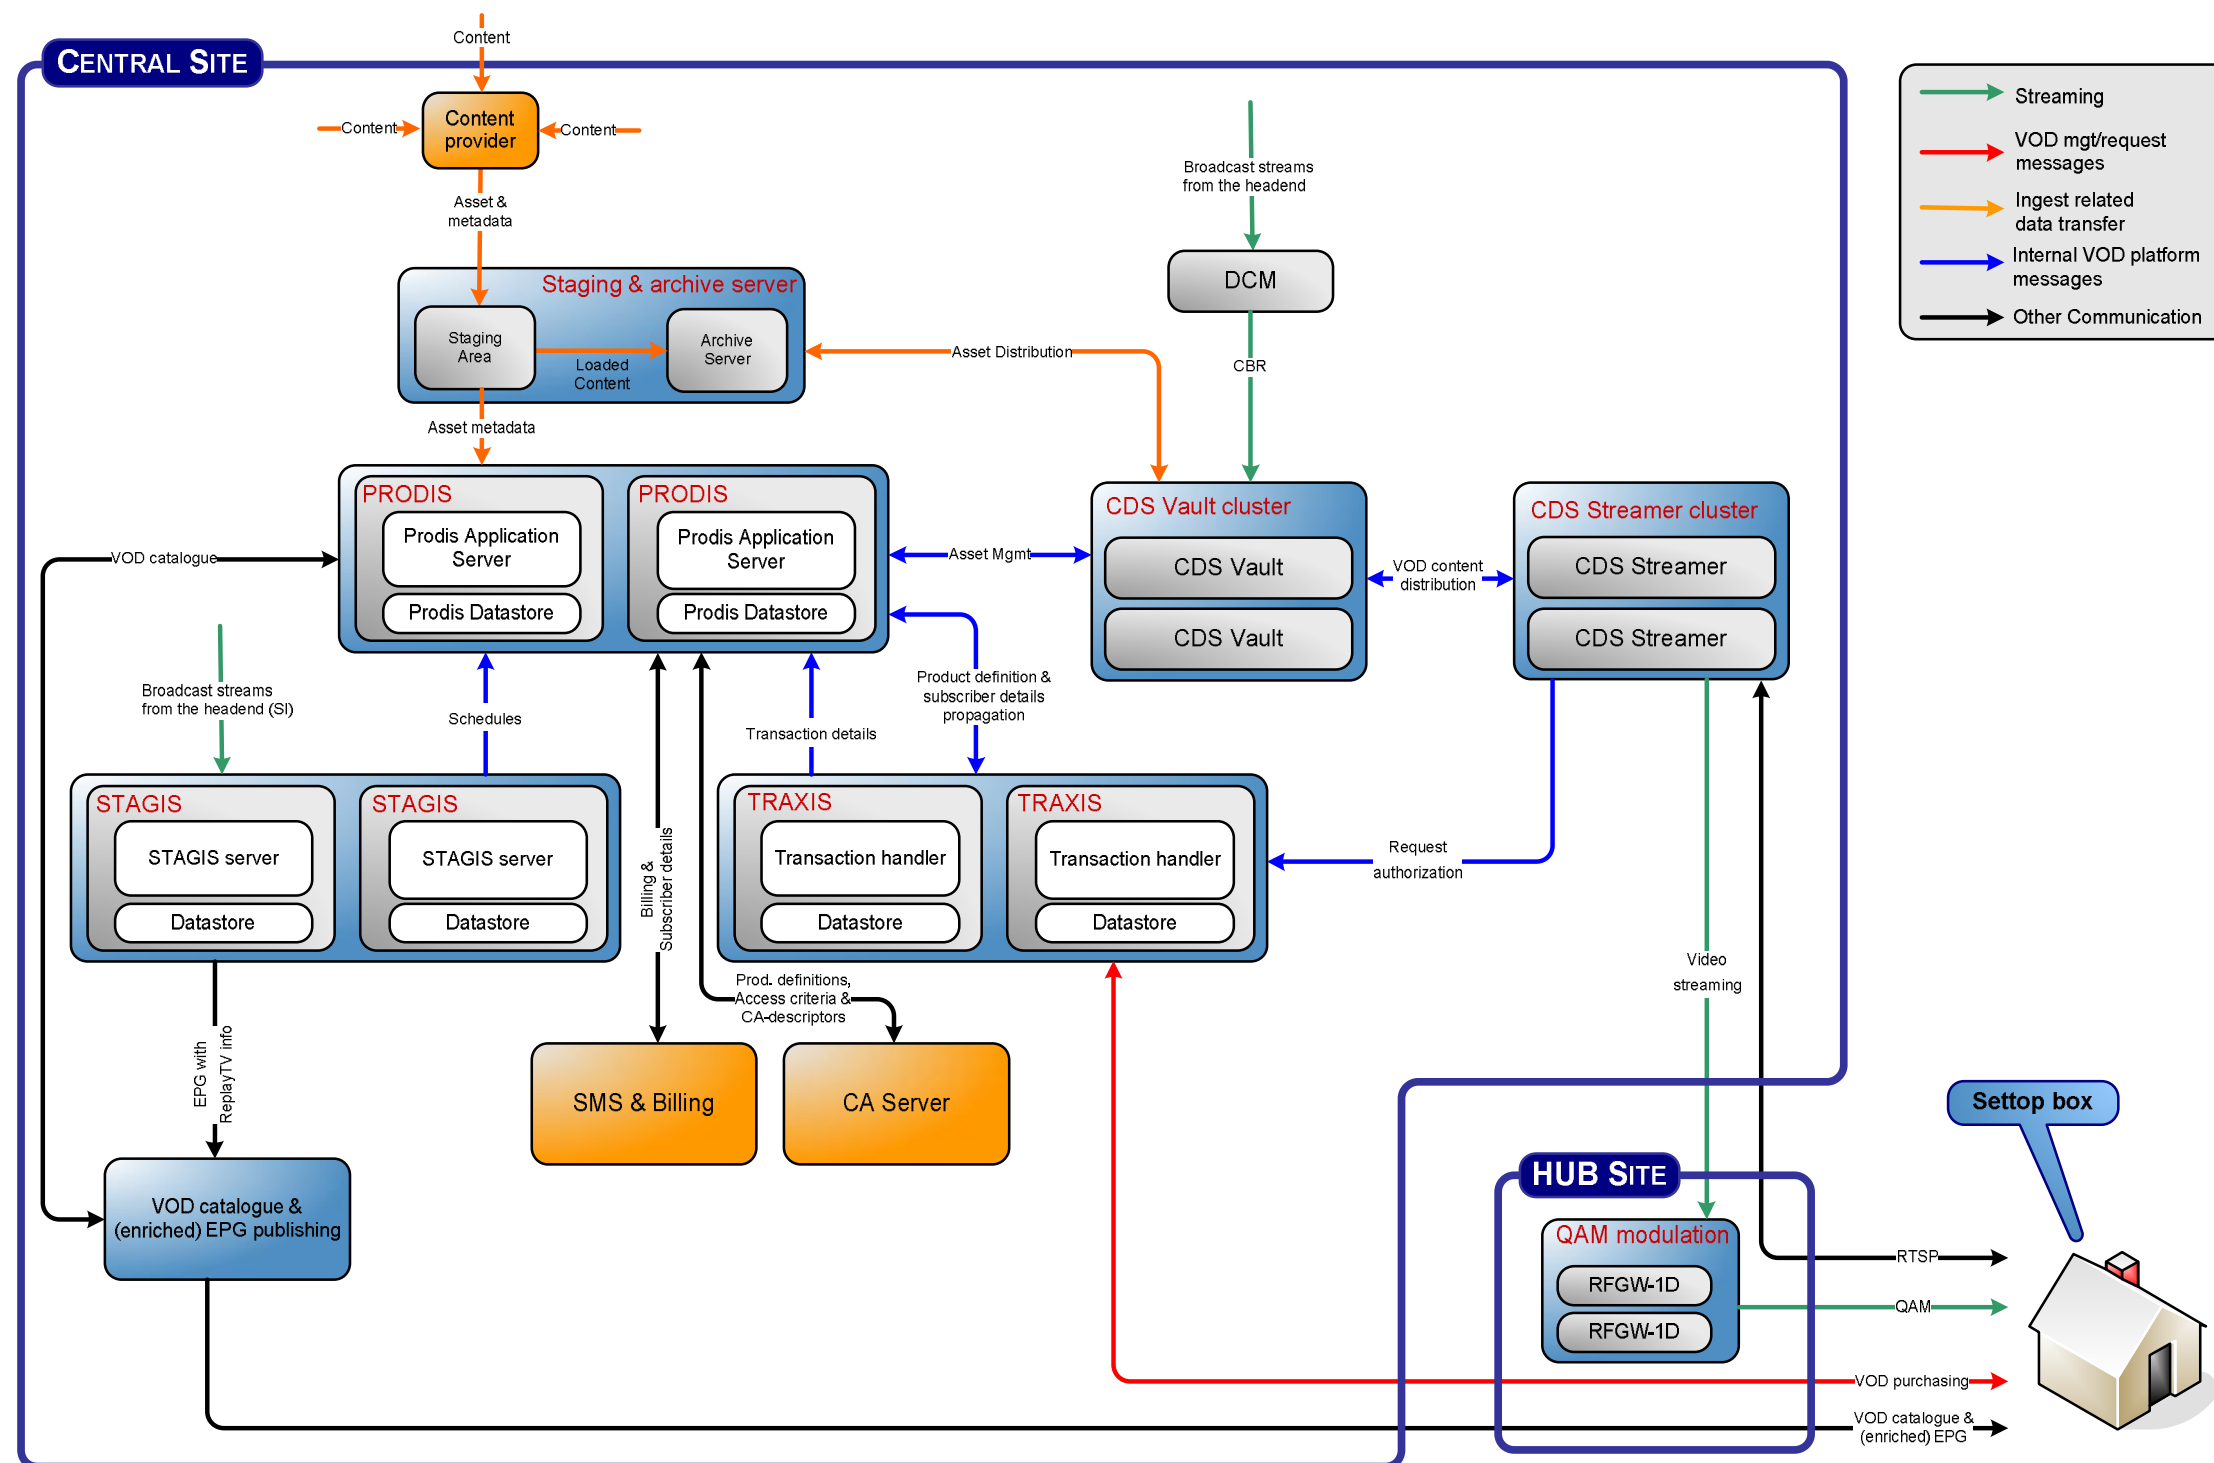 Content
CENTRAL SITE
Content
provider
Content
Content
Asset &
metadata
Staging & archive server
Staging
Area
Loaded
Content
Archive
Server
Asset metadata
Asset Distribution
Broadcast streams
from the headend
DCM
CBR
Streaming
VOD mgt/request
messages
Ingest related
data transfer
Internal VOD platform
messages
Other Communication
PRODIS
Prodis Application
Server
Prodis Datastore
PRODIS
Prodis Application
Server
Prodis Datastore
VOD catalogue
Asset Mgmt
CDS Vault cluster
CDS Vault
CDS Vault
VOD content
distribution
CDS Streamer cluster
CDS Streamer
CDS Streamer
Broadcast streams
from the headend (SI)
Schedules
Transaction details
Product definition &
subscriber details
propagation
STAGIS
STAGIS server
Datastore
STAGIS
STAGIS server
Datastore
Billing &
Subscriber details
TRAXIS
Transaction handler
Datastore
TRAXIS
Transaction handler
Datastore
Request
authorization
Video
streaming
Prod. definitions,
Access criteria &
CA-descriptors
EPG with
ReplayTV info
SMS & Billing
CA Server
VOD catalogue &
(enriched) EPG publishing
HUB SITE
QAM modulation
RFGW-1D
RFGW-1D
Settop box
RTSP
QAM
VOD purchasing
VOD catalogue &
(enriched) EPG